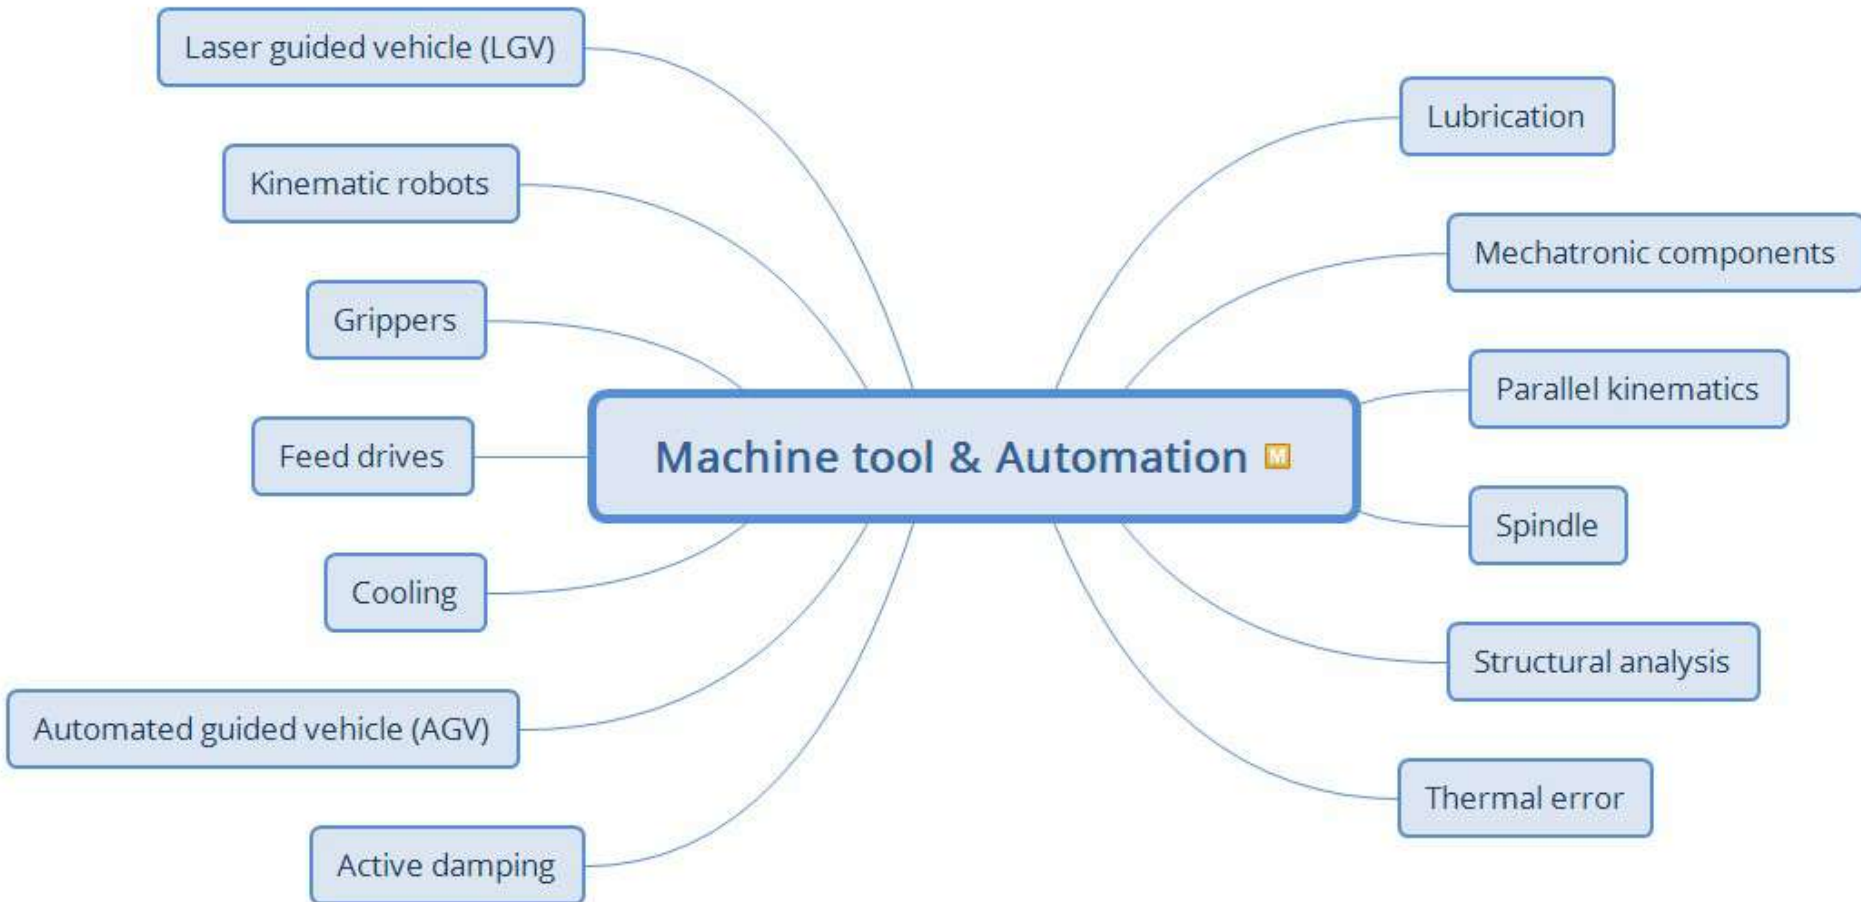 Laser guided vehicle (LGV)
Kinematic robots
Grippers
Feed drives
Cooling
Automated guided vehicle (AGV)
Active damping
Machine tool & Automation M
Lubrication
Mechatronic components
Parallel kinematics
Spindle
Structural analysis
Thermal error